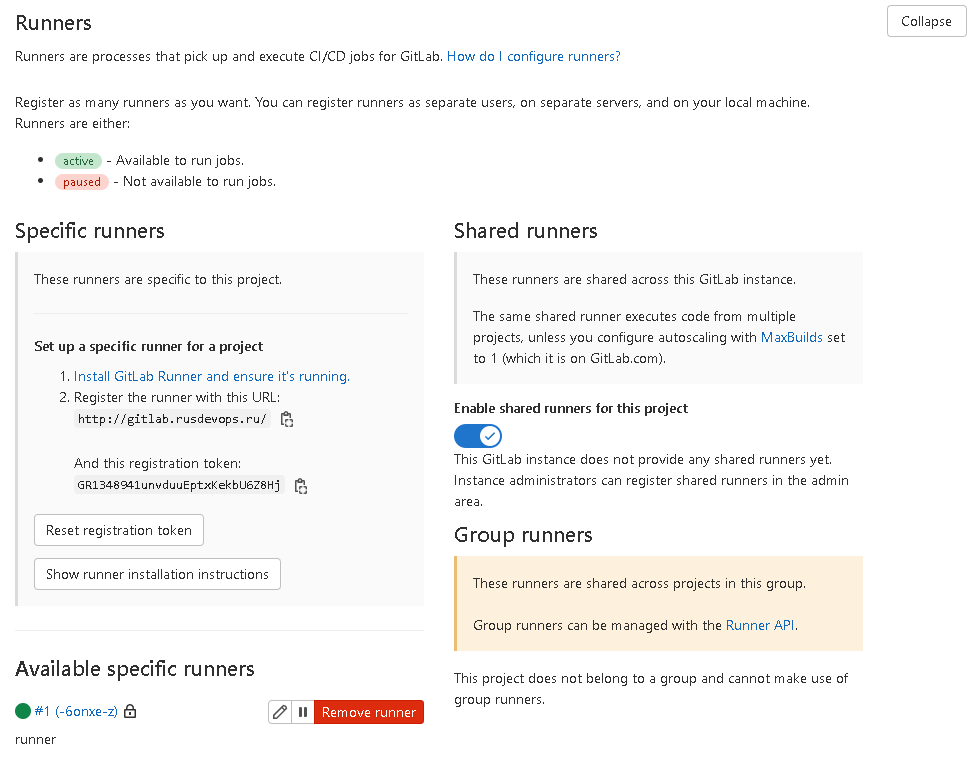 Runners
Collapse
Runners are processes that pick up and execute CI/CD jobs for GitLab. How do I configure runners?
Register as many runners as you want. You can register runners as separate users, on separate servers, and on your local machine.
Runners are either:
active - Available to run jobs.
paused - Not available to run jobs.
Specific runners
These runners are specific to this project.
Set up a specific runner for a project
1. Install GitLab Runner and ensure it's running.
2. Register the runner with this URL:
http://gitlab.rusdevops.ru/
And this registration token:
GR1348941unvduuEptxKekbU6Z8Hj
Reset registration token
Show runner installation instructions
Available specific runners
#1 (-6onxe-z)
Remove runner
runner
Shared runners
These runners are shared across this GitLab instance.
The same shared runner executes code from multiple
projects, unless you configure autoscaling with MaxBuilds set
to 1 (which it is on GitLab.com).
Enable shared runners for this project
This GitLab instance does not provide any shared runners yet.
Instance administrators can register shared runners in the admin
area.
Group runners
These runners are shared across projects in this group.
Group runners can be managed with the Runner API.
This project does not belong to a group and cannot make use of
group runners.